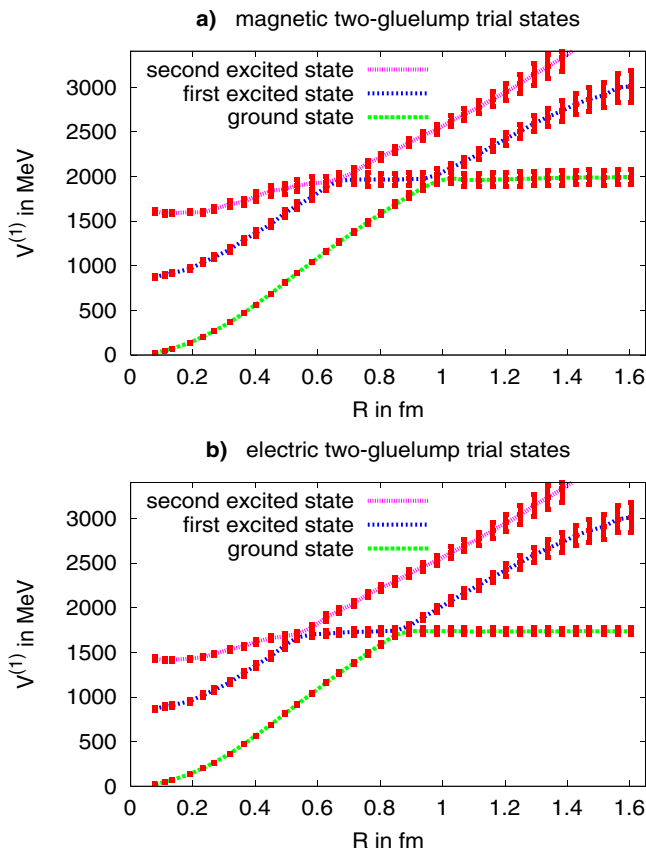 a) magnetic two-gluelump trial states
second excited state
first excited state
ground state
V(1) in MeV
3000
2500
2000
1500
1000
500
0
0 0.2 0.4 0.6 0.8 1 1.2 1.4 1.6
R in fm
b) electric two-gluelump trial states
second excited state
first excited state
ground state
V(1) in MeV
3000
2500
2000
1500
1000
500
0
0 0.2 0.4 0.6 0.8 1 1.2 1.4 1.6
R in fm